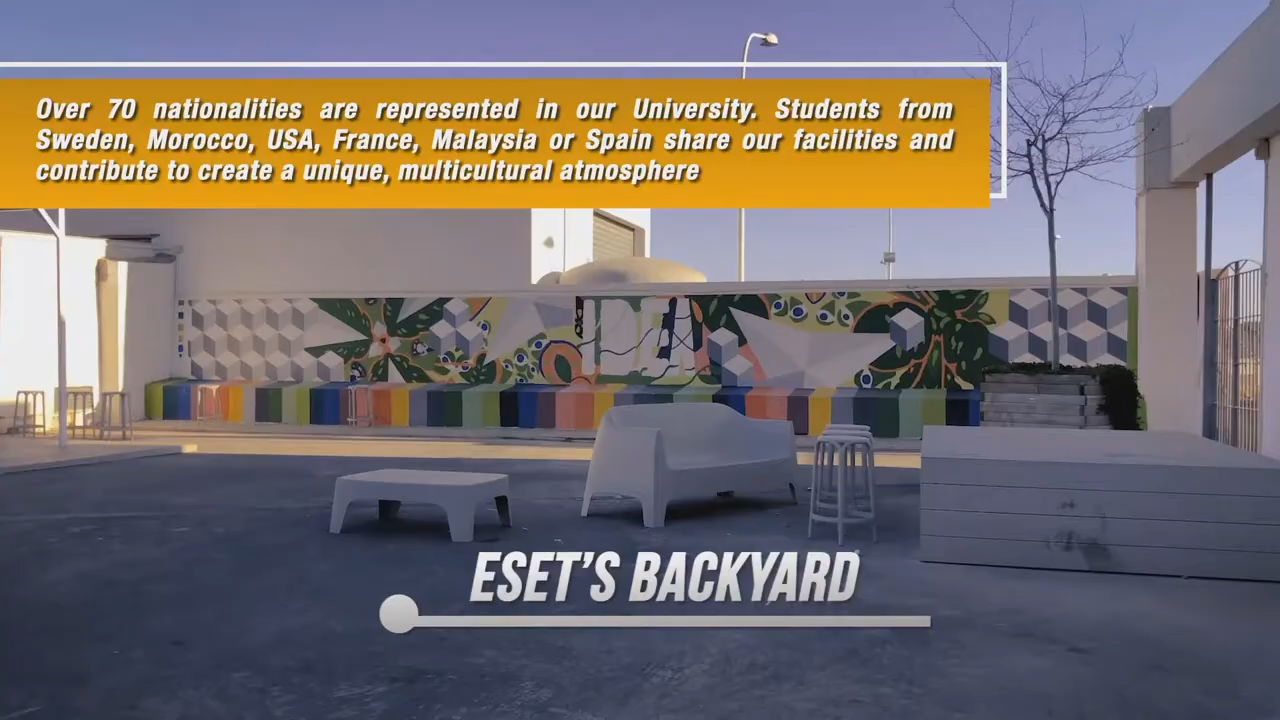 Over 70 nationalities are represented in our University. Students from
Sweden, Morocco, USA, France, Malaysia or Spain share our facilities and
contribute to create a unique, multicultural atmosphere
ESET'S BACKYARD